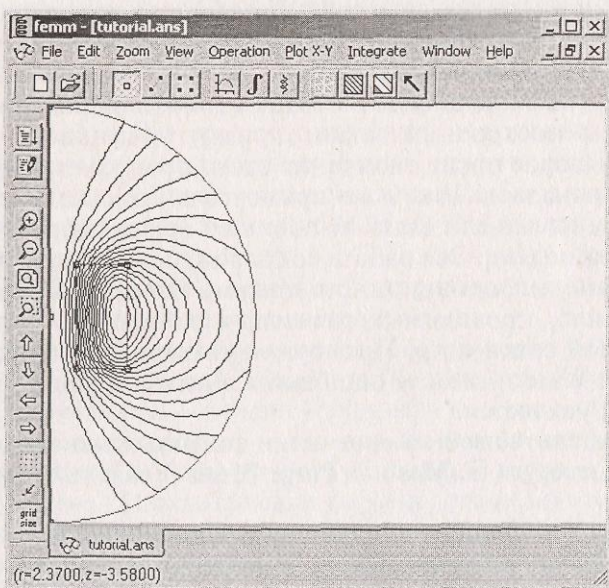 femm - [tutorial.ans]
File Edit Zoom View Operation Plot X-Y Integrate Window Help
grid
size
tutorial.ans
(r=2.3700,z=-3.5800)